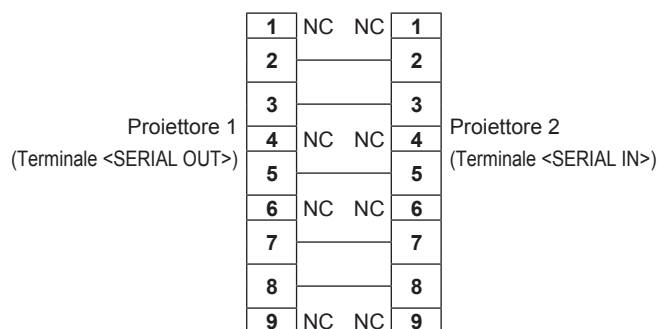 1 NC NC 1
2 2
3 3
Proiettore 1
(Terminale <SERIAL OUT>)
4 NC NC 4
Proiettore 2
(Terminale <SERIAL IN>)
5 5
6 NC NC 6
7 7
8 8
9 NC NC 9